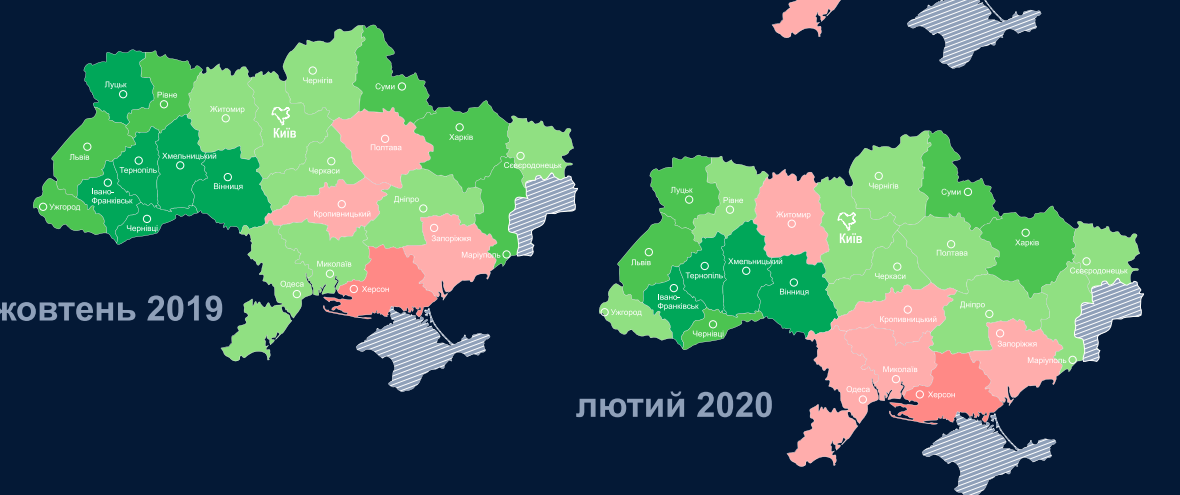 Чернігів
Луцьк
Суми
Рівне
Житомир
Київ
Харків
Полтава
Львів
Хмельницький
Сєвєродонецьк
Черкаси
Тернопіль
Вінниця
Івано-
Франківськ
Дніпро
Ужгород
Кропивницький
Чернівці
Запоріжжя
Маріуполь
Миколаїв
Одеса
Херсон
жовтень 2019
Чернігів
Луцьк
Суми
Рівне
Житомир
Київ
Харків
Полтава
Львів
Хмельницький
Сєвєродонецьк
Черкаси
Тернопіль
Вінниця
Івано-
Франківськ
Дніпро
Ужгород
Кропивницький
Чернівці
Запоріжжя
Маріуполь
Миколаїв
Одеса
Херсон
лютий 2020